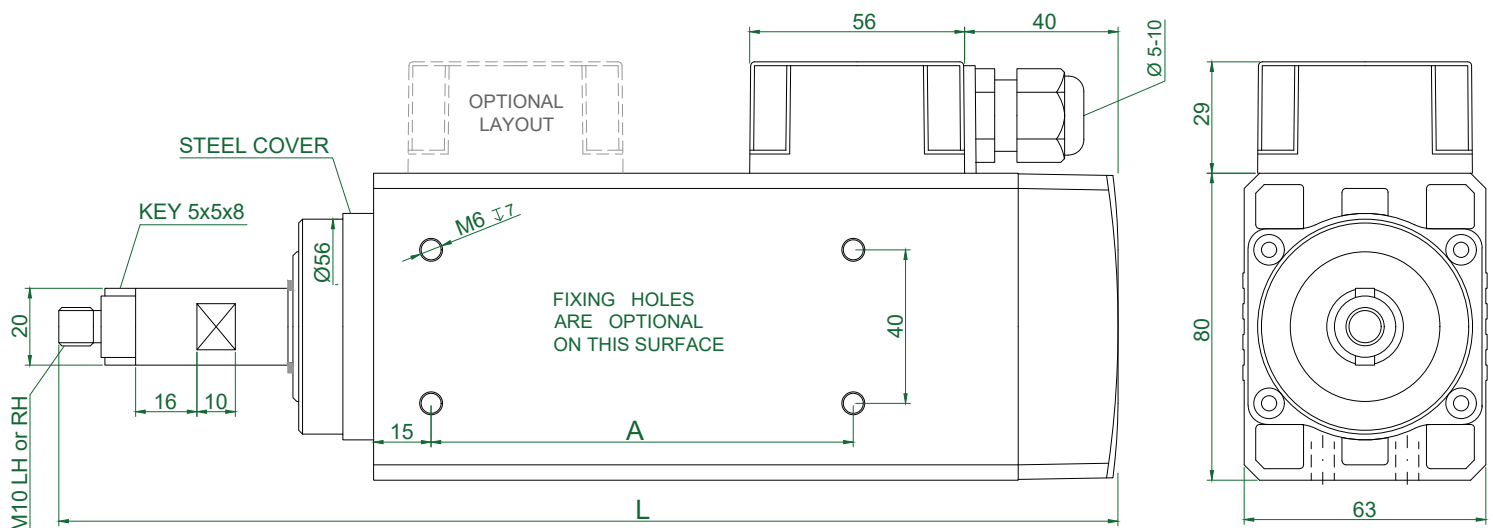 56
40
Ø 5-10
OPTIONAL
LAYOUT
29
STEEL COVER
KEY 5x5x8
M6 ↧7
Ø56
20
FIXING HOLES
ARE OPTIONAL
ON THIS SURFACE
40
80
16
10
M10 LH or RH
15
A
L
63